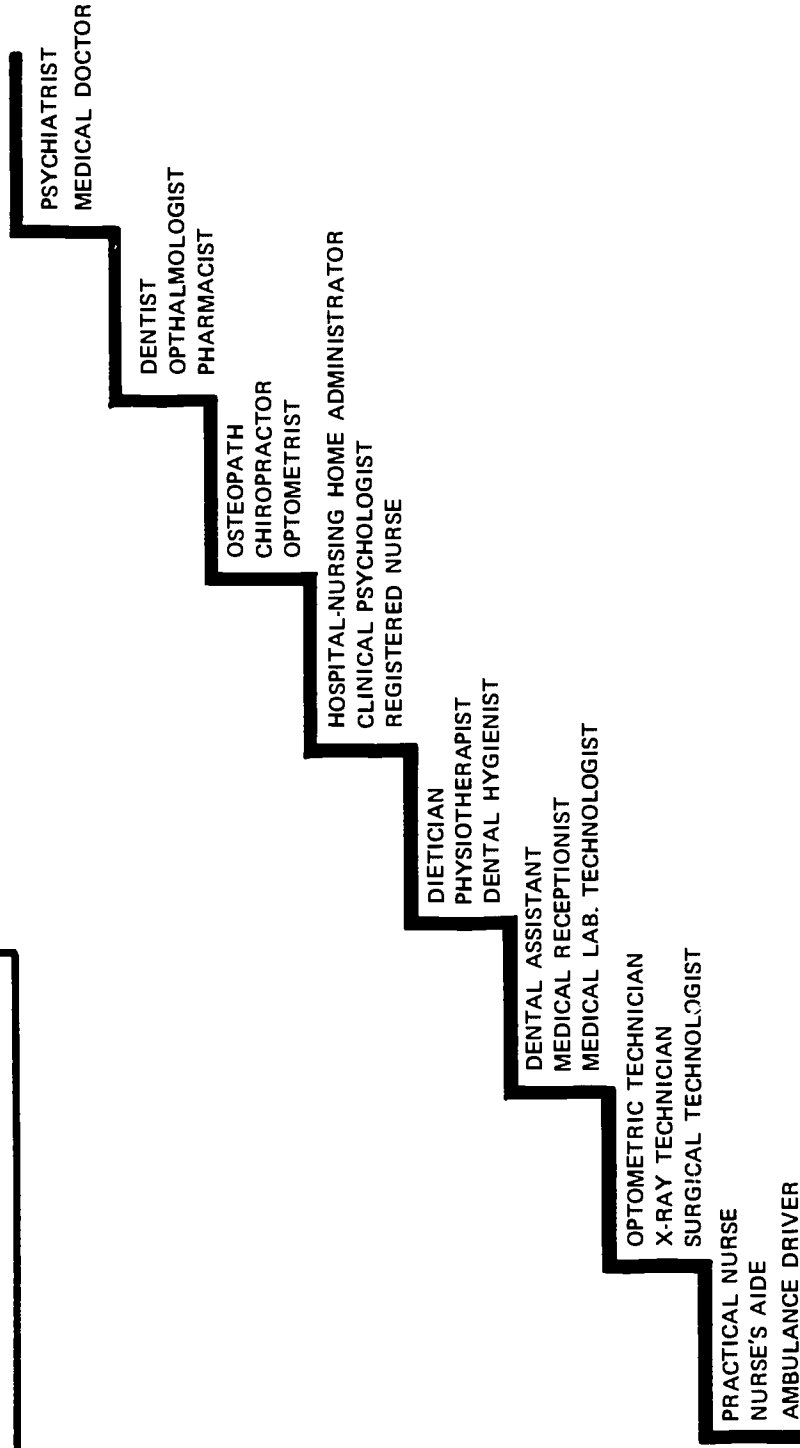 PSYCHIATRIST
MEDICAL DOCTOR
DENTIST
OPTHALMOLOGIST
PHARMACIST
OSTEOPATH
CHIROPRACTOR
OPTOMETRIST
HOSPITAL-NURSING HOME ADMINISTRATOR
CLINICAL PSYCHOLOGIST
REGISTERED NURSE
DIETICIAN
PHYSIOTHERAPIST
DENTAL HYGIENIST
DENTAL ASSISTANT
MEDICAL RECEPTIONIST
MEDICAL LAB. TECHNOLOGIST
OPTOMETRIC TECHNICIAN
X-RAY TECHNICIAN
SURGICAL TECHNOLOGIST
PRACTICAL NURSE
NURSE'S AIDE
AMBULANCE DRIVER